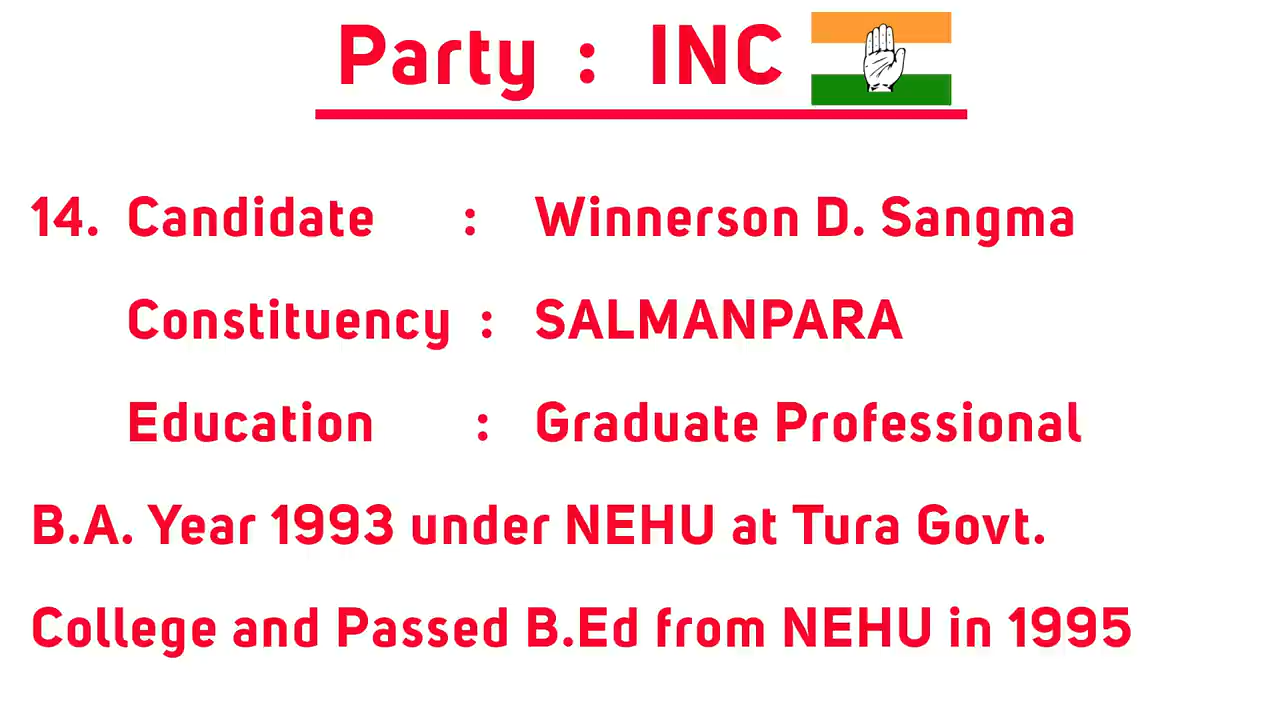 Party : INC
14. Candidate : Winnerson D. Sangma
Constituency : SALMANPARA
Education : Graduate Professional
B.A. Year 1993 under NEHU at Tura Govt.
College and Passed B.Ed from NEHU in 1995